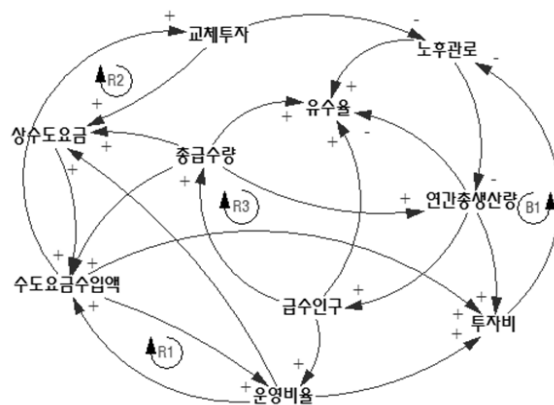 교체투자
노후관로
R2
상수도요금
유수율
총급수량
연간총생산량
R3
B1
수도요금수입액
급수인구
투자비
R1
운영비율
+
-
-
+
+
+
+
-
+
+
+
+
+
-
+
+
+
+
+
+
+
+
+
+